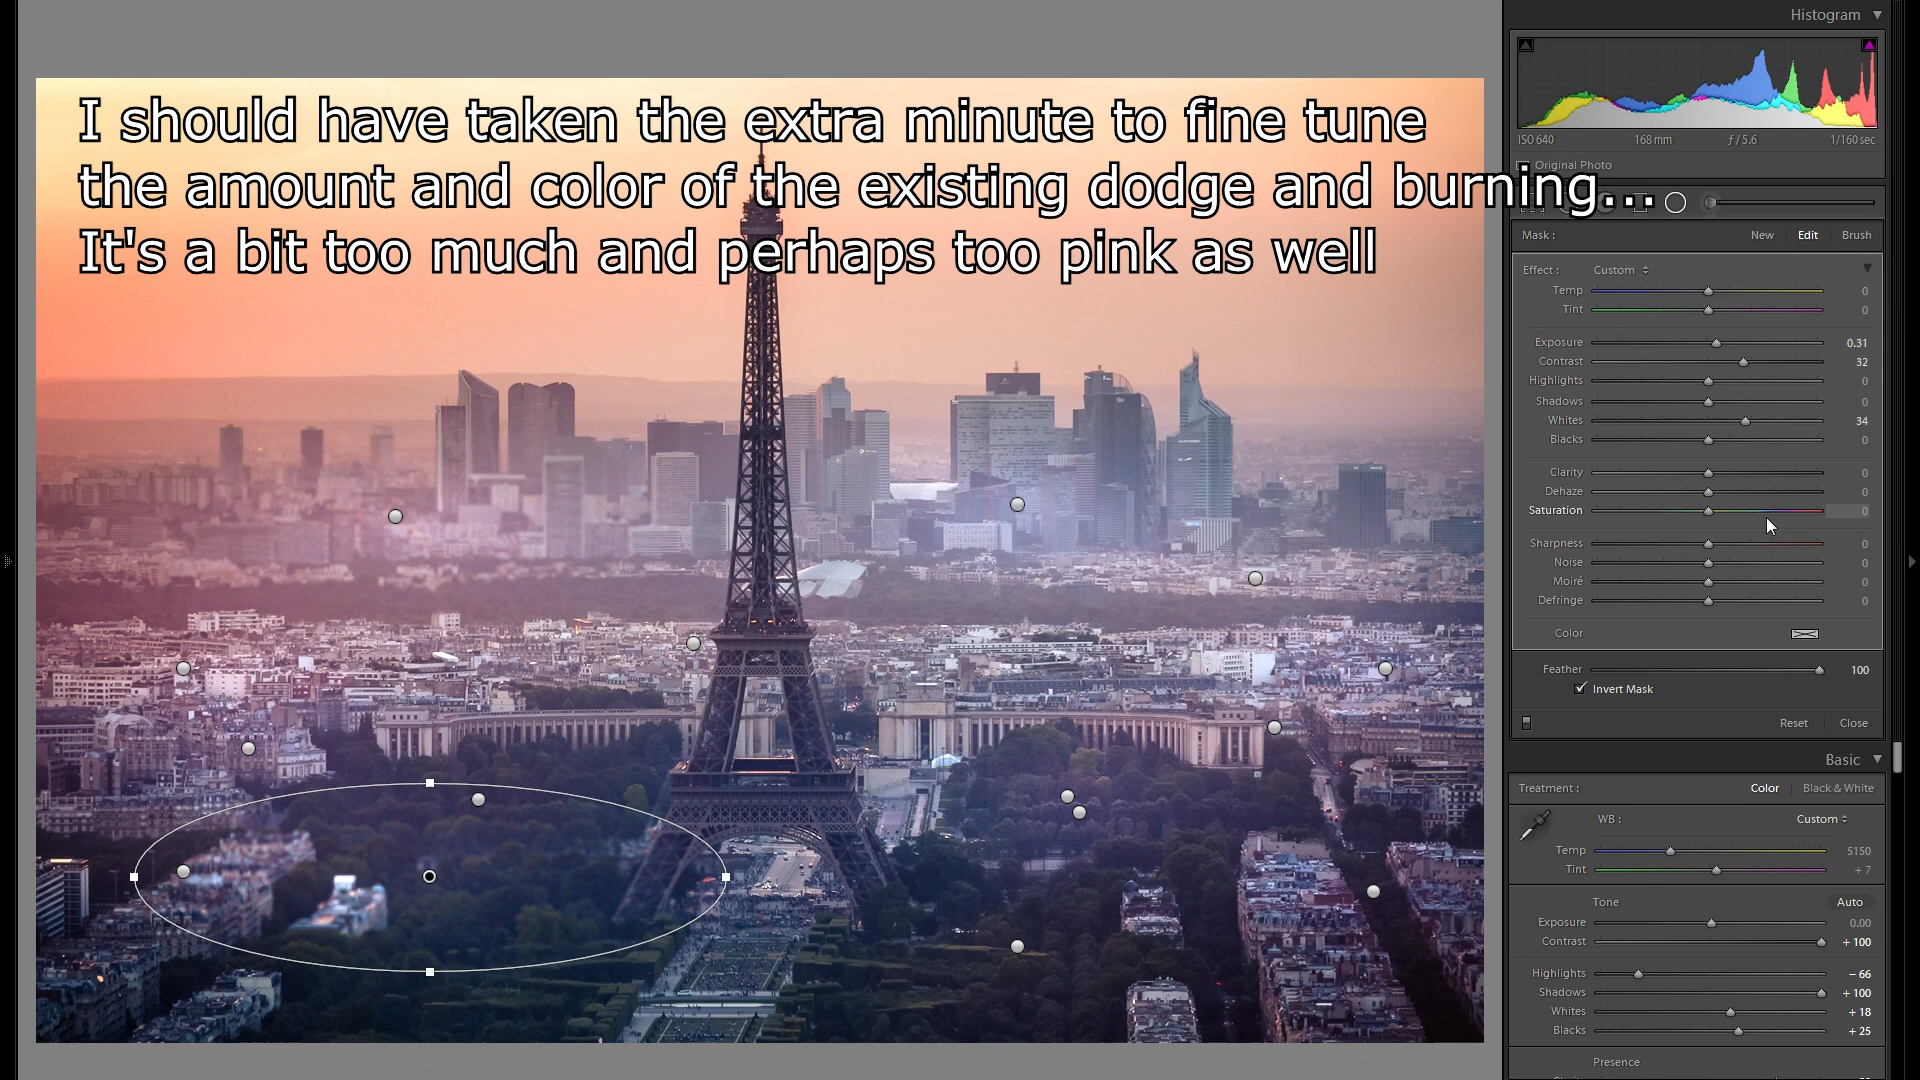 Histogram
I should have taken the extra minute to fine tune
the amount and color of the existing dodge and burning...
It's a bit too much and perhaps too pink as well
ISO 640 168 mm ƒ / 5.6 1/160 sec
Original Photo
Mask : New Edit Brush
Effect : Custom
Temp 0
Tint 0
Exposure 0.31
Contrast 32
Highlights 0
Shadows 0
Whites 34
Blacks 0
Clarity 0
Dehaze 0
Saturation 0
Sharpness 0
Noise 0
Moiré 0
Defringe 0
Color
Feather 100
Invert Mask
Reset Close
Basic
Treatment : Color Black & White
WB : Custom
Temp 5150
Tint + 7
Tone Auto
Exposure 0.00
Contrast + 100
Highlights − 66
Shadows + 100
Whites + 18
Blacks + 25
Presence